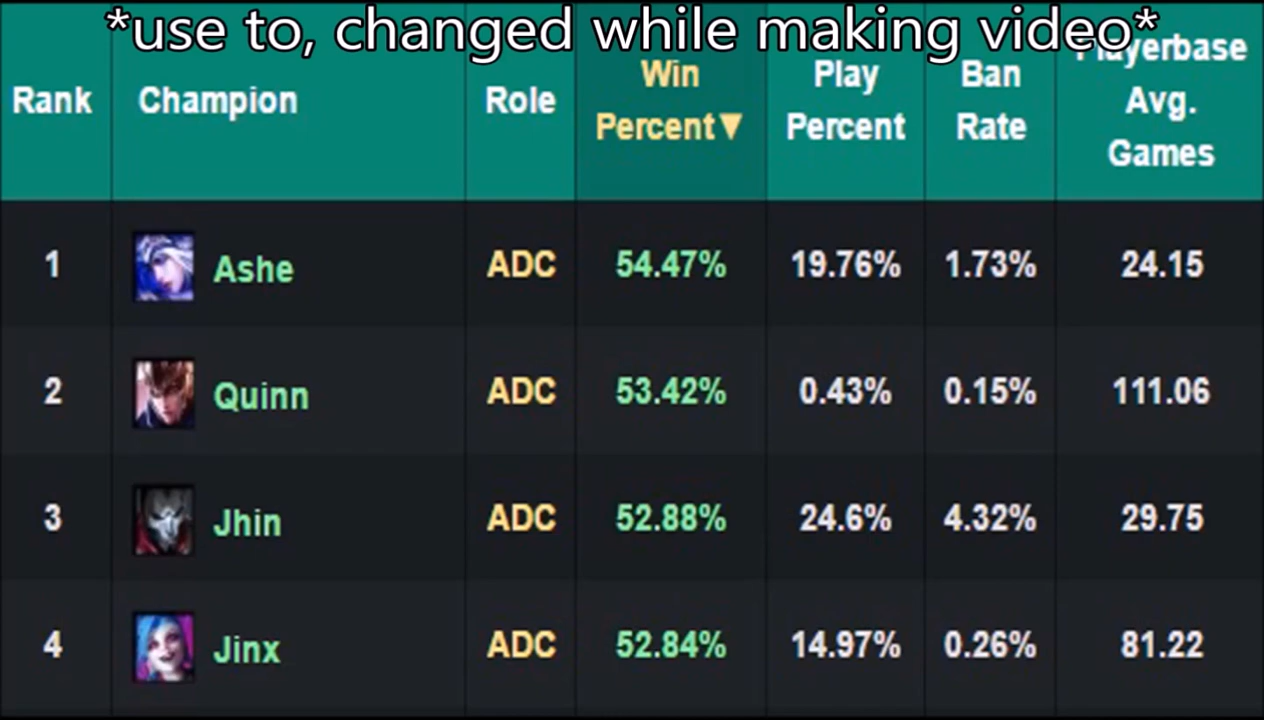 *use to, changed while making video*
Rank Champion Role Win Percent▼ Play Percent Ban Rate Playerbase Avg. Games
1 Ashe ADC 54.47% 19.76% 1.73% 24.15
2 Quinn ADC 53.42% 0.43% 0.15% 111.06
3 Jhin ADC 52.88% 24.6% 4.32% 29.75
4 Jinx ADC 52.84% 14.97% 0.26% 81.22